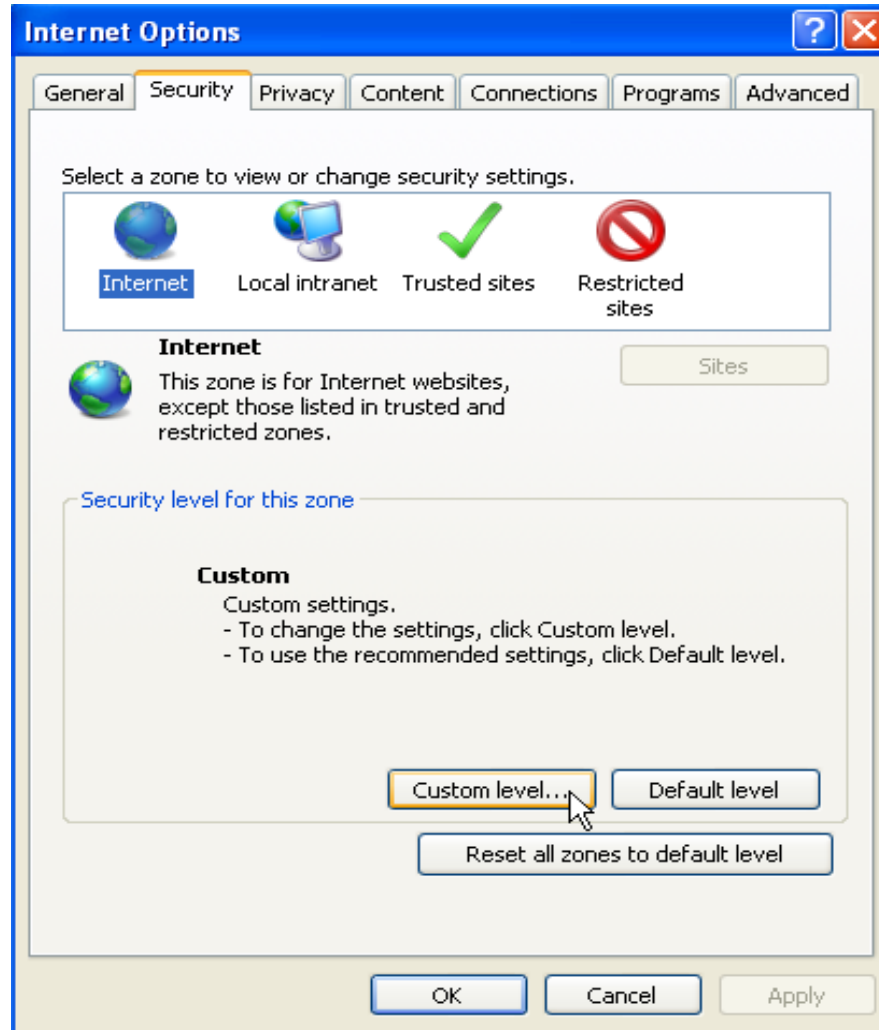 Internet Options
General Security Privacy Content Connections Programs Advanced
Select a zone to view or change security settings.
Internet Local intranet Trusted sites Restricted
sites
Internet
Sites
This zone is for Internet websites,
except those listed in trusted and
restricted zones.
Security level for this zone
Custom
Custom settings.
- To change the settings, click Custom level.
- To use the recommended settings, click Default level.
Custom level... Default level
Reset all zones to default level
OK Cancel Apply